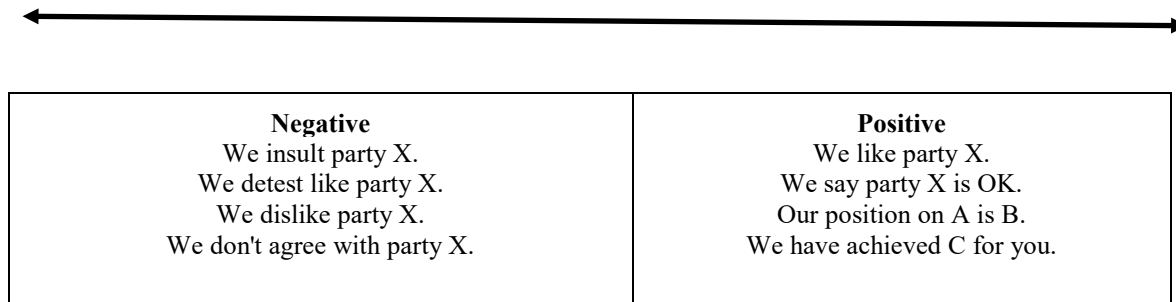 Negative
We insult party X.
We detest like party X.
We dislike party X.
We don't agree with party X.
Positive
We like party X.
We say party X is OK.
Our position on A is B.
We have achieved C for you.